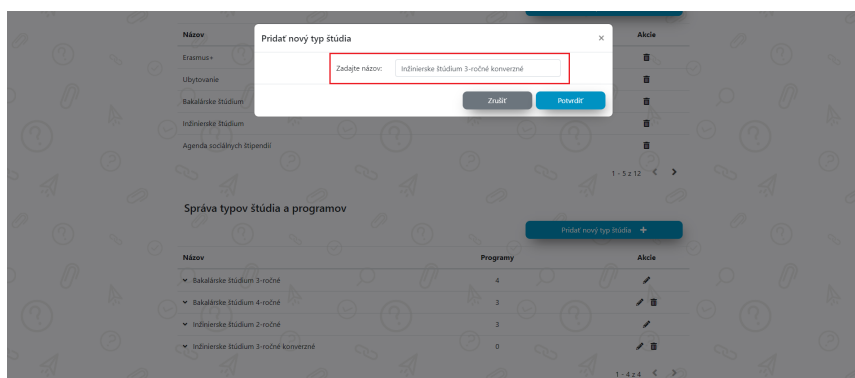 Názov
Akcie
Pridať nový typ štúdia
×
Zadajte názov:
Inžinierske štúdium 3-ročné konverzné
Zrušiť
Potvrdiť
Erasmus+
Ubytovanie
Bakalárske štúdium
Inžinierske štúdium
Agenda sociálnych štipendií
1 - 5 z 12
Správa typov štúdia a programov
Pridať nový typ štúdia +
Názov Programy Akcie
Bakalárske štúdium 3-ročné 4
Bakalárske štúdium 4-ročné 3
Inžinierske štúdium 2-ročné 3
Inžinierske štúdium 3-ročné konverzné 0
1 - 4 z 4